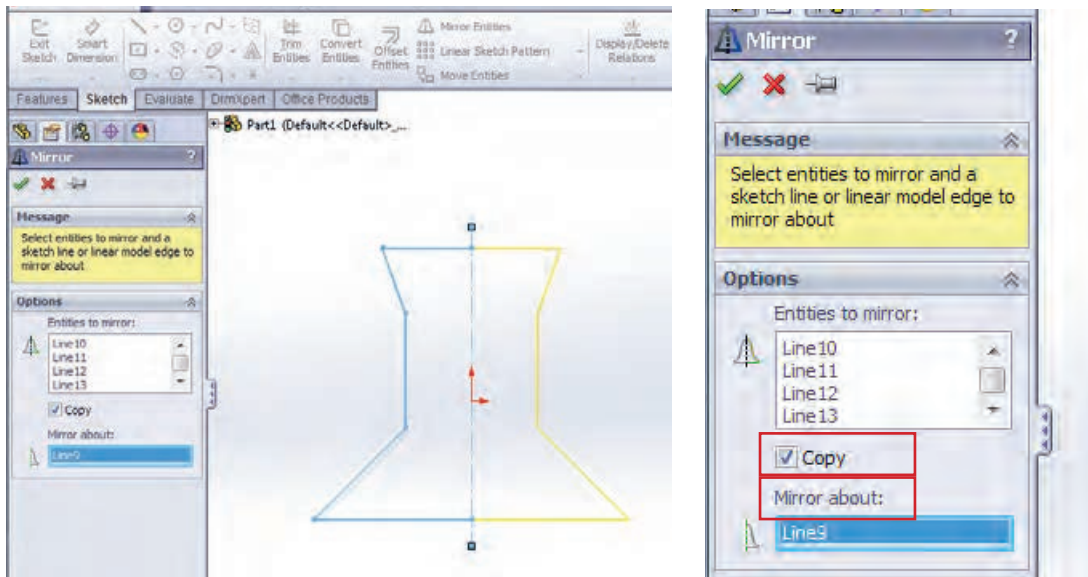 Exit
Sketch
Smart
Dimension
Trim
Entities
Convert
Entities
Offset
Entities
Mirror Entities
Linear Sketch Pattern
Move Entities
Display/Delete
Relations
Features Sketch Evaluate DimXpert Office Products
Part1 (Default<<Default>_...
Mirror ?
Message
Select entities to mirror and a
sketch line or linear model edge to
mirror about
Options
Entities to mirror:
Line10
Line11
Line12
Line13
Copy
Mirror about:
Line9
Mirror ?
Message
Select entities to mirror and a
sketch line or linear model edge to
mirror about
Options
Entities to mirror:
Line10
Line11
Line12
Line13
Copy
Mirror about:
Line9